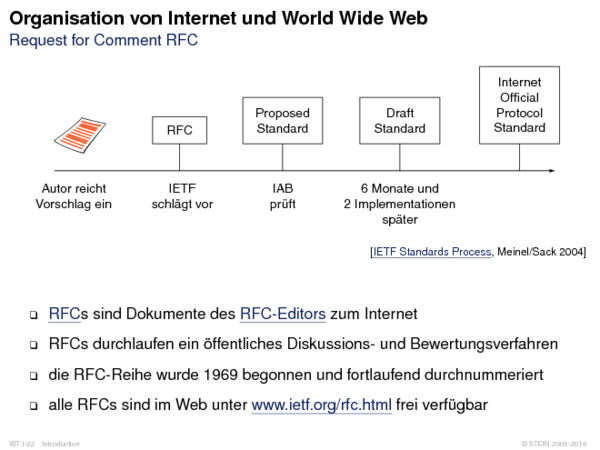 Organisation von Internet und World Wide Web
Request for Comment RFC
Internet
Official
Protocol
Standard
Proposed
Standard
Draft
Standard
RFC
Autor reicht
Vorschlag ein
IETF
schlägt vor
IAB
prüft
6 Monate und
2 Implementationen
später
[IETF Standards Process, Meinel/Sack 2004]
❑ RFCs sind Dokumente des RFC-Editors zum Internet
❑ RFCs durchlaufen ein öffentliches Diskussions- und Bewertungsverfahren
❑ die RFC-Reihe wurde 1969 begonnen und fortlaufend durchnummeriert
❑ alle RFCs sind im Web unter www.ietf.org/rfc.html frei verfügbar
WT:I-22 Introduction
© STEIN 2005-2018